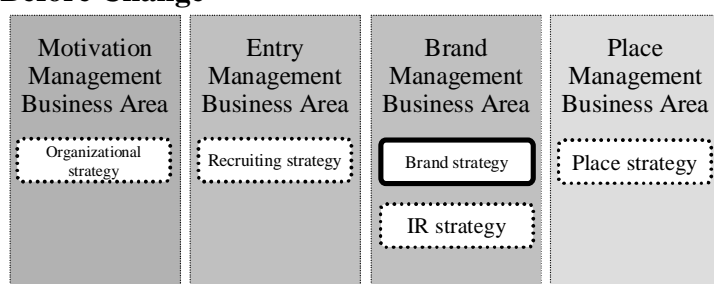 Before Change
Motivation
Management
Business Area
Organizational
strategy
Entry
Management
Business Area
Recruiting strategy
Brand
Management
Business Area
Brand strategy
IR strategy
Place
Management
Business Area
Place strategy